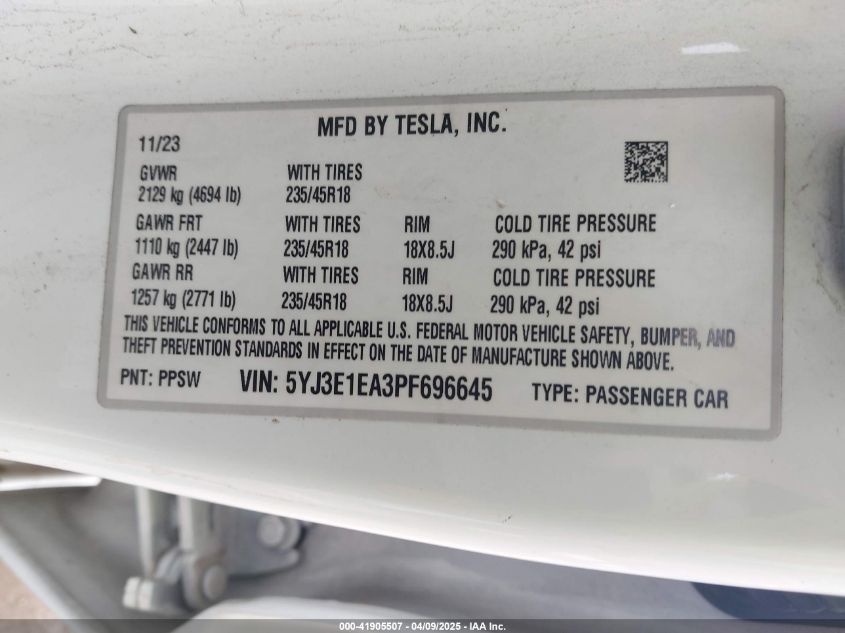 MFD BY TESLA, INC.
11/23
GVWR WITH TIRES
2129 kg (4694 lb) 235/45R18
GAWR FRT WITH TIRES RIM COLD TIRE PRESSURE
1110 kg (2447 lb) 235/45R18 18X8.5J 290 kPa, 42 psi
GAWR RR WITH TIRES RIM COLD TIRE PRESSURE
1257 kg (2771 lb) 235/45R18 18X8.5J 290 kPa, 42 psi
THIS VEHICLE CONFORMS TO ALL APPLICABLE U.S. FEDERAL MOTOR VEHICLE SAFETY, BUMPER, AND
THEFT PREVENTION STANDARDS IN EFFECT ON THE DATE OF MANUFACTURE SHOWN ABOVE.
PNT: PPSW VIN: 5YJ3E1EA3PF696645 TYPE: PASSENGER CAR
000-41905507 - 04/09/2025 - IAA Inc.